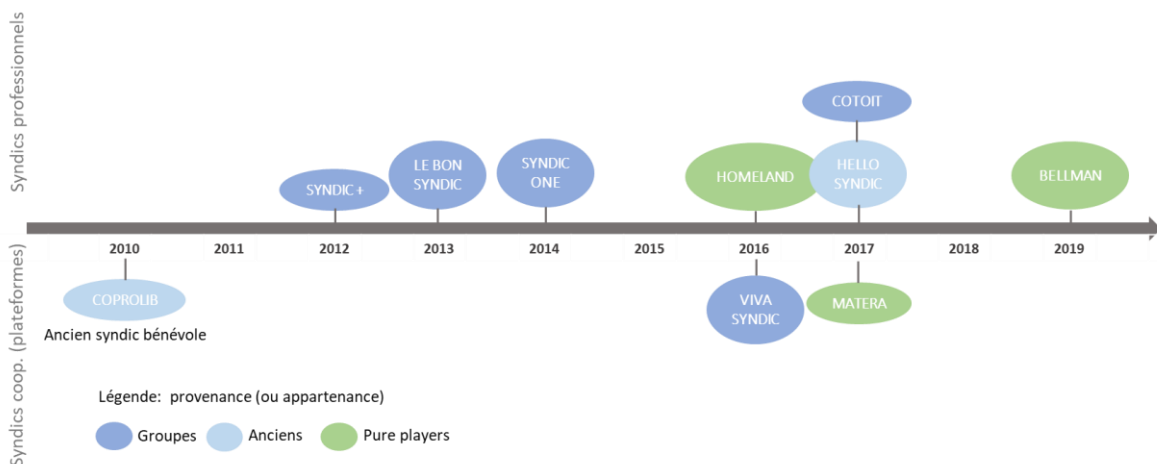 Syndics professionnels
COTOIT
LE BON
SYNDIC
SYNDIC
ONE
HELLO
SYNDIC
SYNDIC +
HOMELAND
BELLMAN
2010 2011 2012 2013 2014 2015 2016 2017 2018 2019
Syndics coop. (plateformes)
COPROLIB
VIVA
SYNDIC
MATERA
Ancien syndic bénévole
Légende: provenance (ou appartenance)
Groupes Anciens Pure players